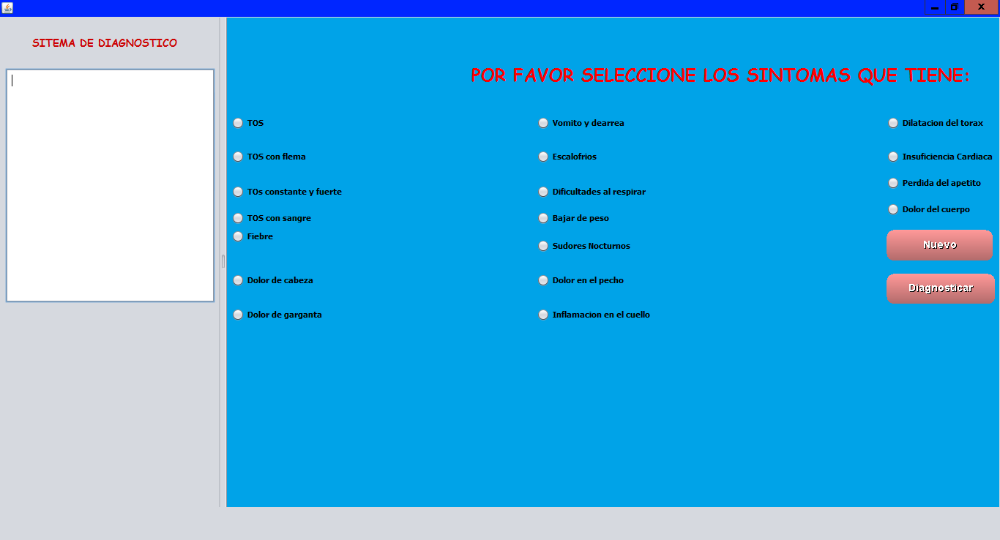 SITEMA DE DIAGNOSTICO
POR FAVOR SELECCIONE LOS SINTOMAS QUE TIENE:
TOS
TOS con flema
TOs constante y fuerte
TOS con sangre
Fiebre
Dolor de cabeza
Dolor de garganta
Vomito y dearrea
Escalofrios
Dificultades al respirar
Bajar de peso
Sudores Nocturnos
Dolor en el pecho
Inflamacion en el cuello
Dilatacion del torax
Insuficiencia Cardiaca
Perdida del apetito
Dolor del cuerpo
Nuevo
Diagnosticar